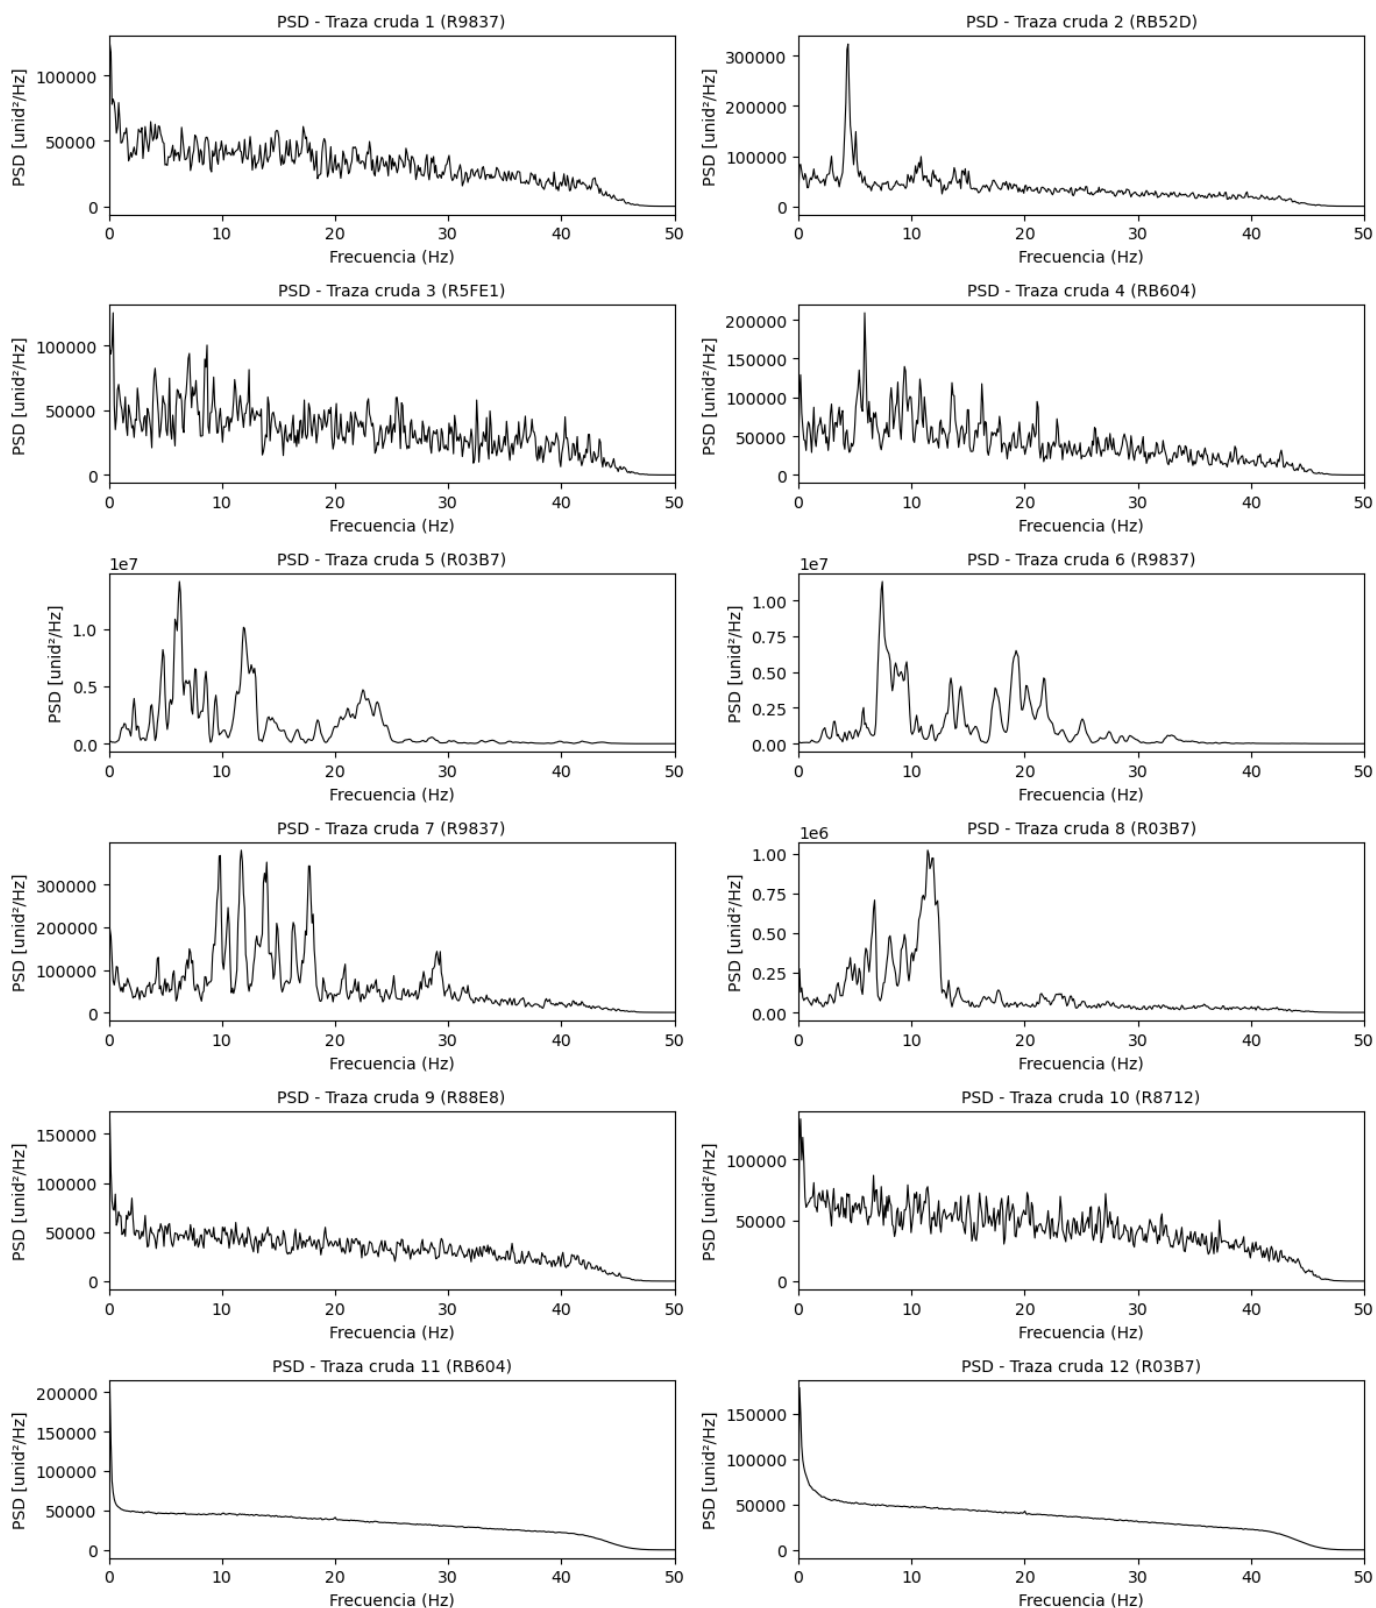 PSD - Traza cruda 1 (R9837)
PSD [unid²/Hz]
100000
50000
0
0 10 20 30 40 50
Frecuencia (Hz)
PSD - Traza cruda 2 (RB52D)
PSD [unid²/Hz]
300000
200000
100000
0
0 10 20 30 40 50
Frecuencia (Hz)
PSD - Traza cruda 3 (R5FE1)
PSD [unid²/Hz]
100000
50000
0
0 10 20 30 40 50
Frecuencia (Hz)
PSD - Traza cruda 4 (RB604)
PSD [unid²/Hz]
200000
150000
100000
50000
0
0 10 20 30 40 50
Frecuencia (Hz)
PSD - Traza cruda 5 (R03B7)
1e7
PSD [unid²/Hz]
1.0
0.5
0.0
0 10 20 30 40 50
Frecuencia (Hz)
PSD - Traza cruda 6 (R9837)
1e7
PSD [unid²/Hz]
1.00
0.75
0.50
0.25
0.00
0 10 20 30 40 50
Frecuencia (Hz)
PSD - Traza cruda 7 (R9837)
PSD [unid²/Hz]
300000
200000
100000
0
0 10 20 30 40 50
Frecuencia (Hz)
PSD - Traza cruda 8 (R03B7)
1e6
PSD [unid²/Hz]
1.00
0.75
0.50
0.25
0.00
0 10 20 30 40 50
Frecuencia (Hz)
PSD - Traza cruda 9 (R88E8)
PSD [unid²/Hz]
150000
100000
50000
0
0 10 20 30 40 50
Frecuencia (Hz)
PSD - Traza cruda 10 (R8712)
PSD [unid²/Hz]
100000
50000
0
0 10 20 30 40 50
Frecuencia (Hz)
PSD - Traza cruda 11 (RB604)
PSD [unid²/Hz]
200000
150000
100000
50000
0
0 10 20 30 40 50
Frecuencia (Hz)
PSD - Traza cruda 12 (R03B7)
PSD [unid²/Hz]
150000
100000
50000
0
0 10 20 30 40 50
Frecuencia (Hz)